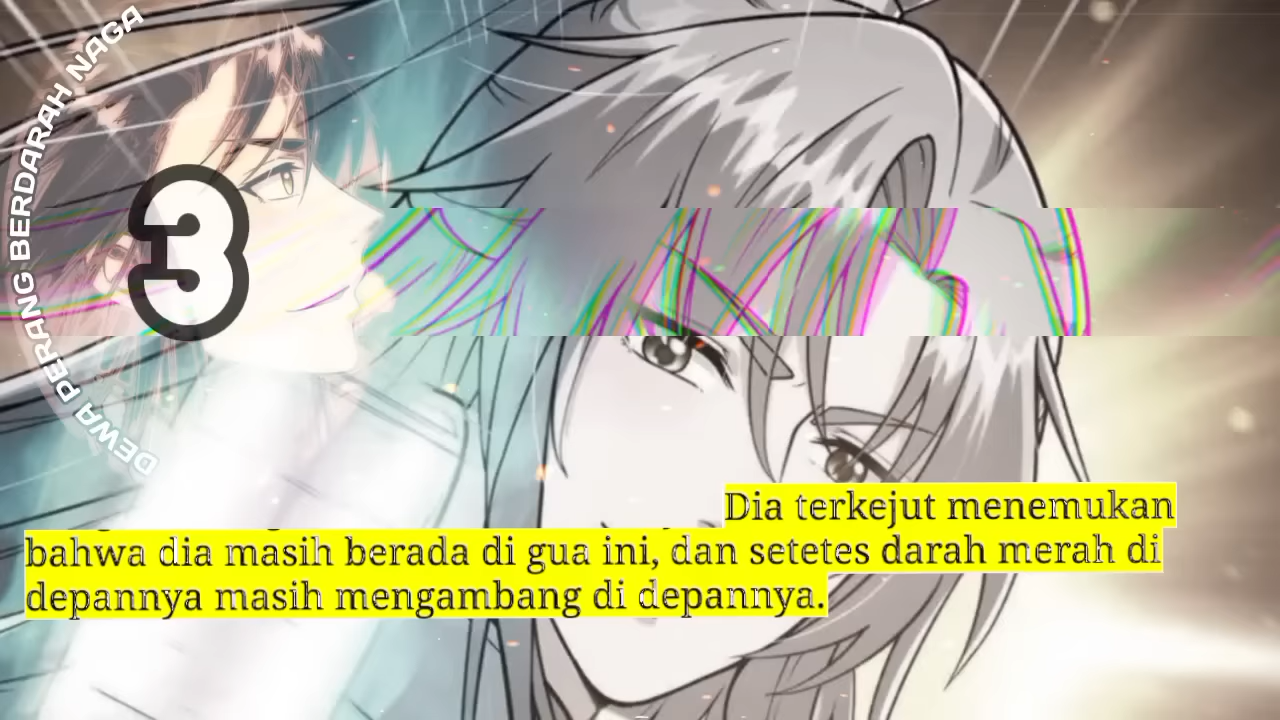 DEWA PERANG BERDARAH NAGA
3
Dia terkejut menemukan
bahwa dia masih berada di gua ini, dan setetes darah merah di
depannya masih mengambang di depannya.